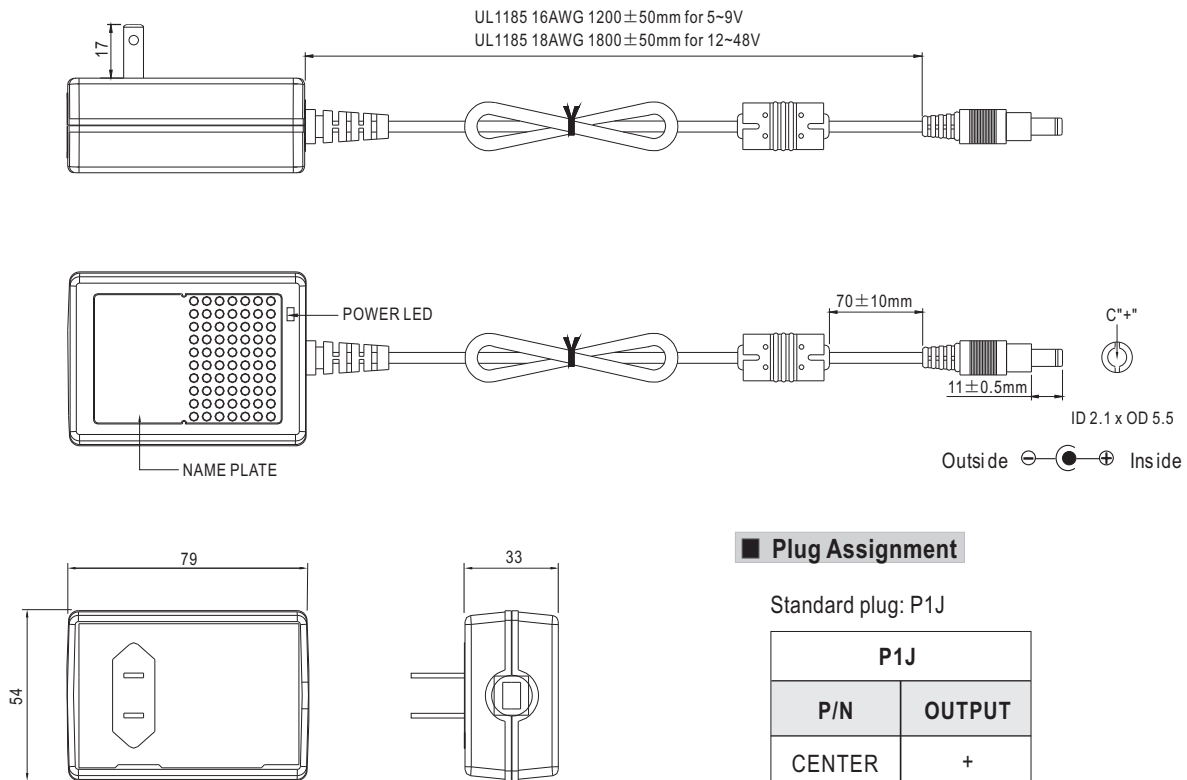 UL1185 16AWG 1200±50mm for 5~9V
UL1185 18AWG 1800±50mm for 12~48V
17
POWER LED
NAME PLATE
70±10mm
11±0.5mm
C"+"
ID 2.1 x OD 5.5
Outside ⊖ ⊕ Inside
79
33
54
■ Plug Assignment
Standard plug: P1J
P1J
P/N OUTPUT
CENTER +